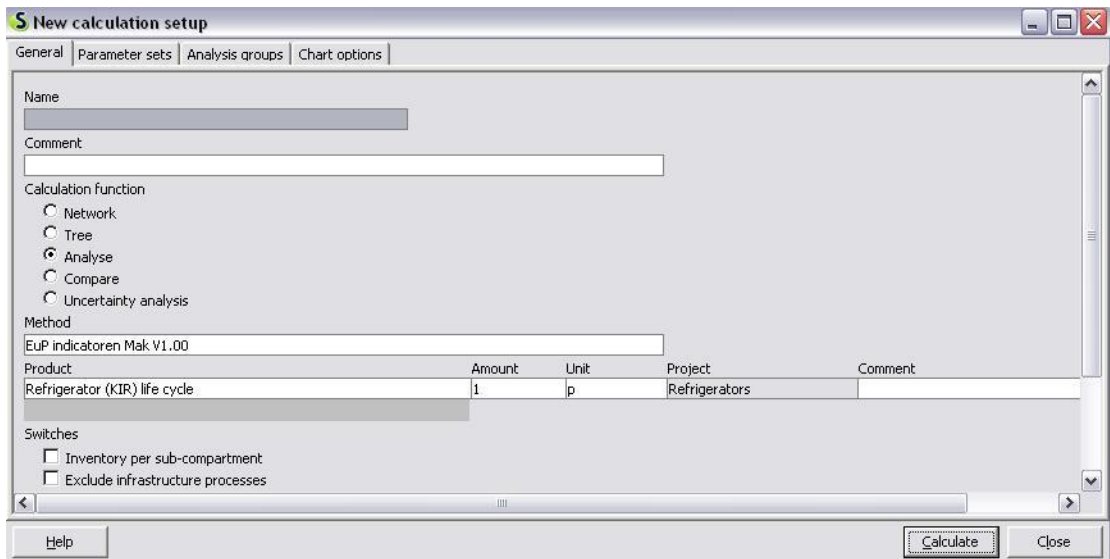 New calculation setup
General Parameter sets Analysis groups Chart options
Name
Comment
Calculation function
Network
Tree
Analyse
Compare
Uncertainty analysis
Method
EuP indicatoren Mak V1.00
Product Amount Unit Project Comment
Refrigerator (KIR) life cycle 1 p Refrigerators
Switches
Inventory per sub-compartment
Exclude infrastructure processes
Help Calculate Close